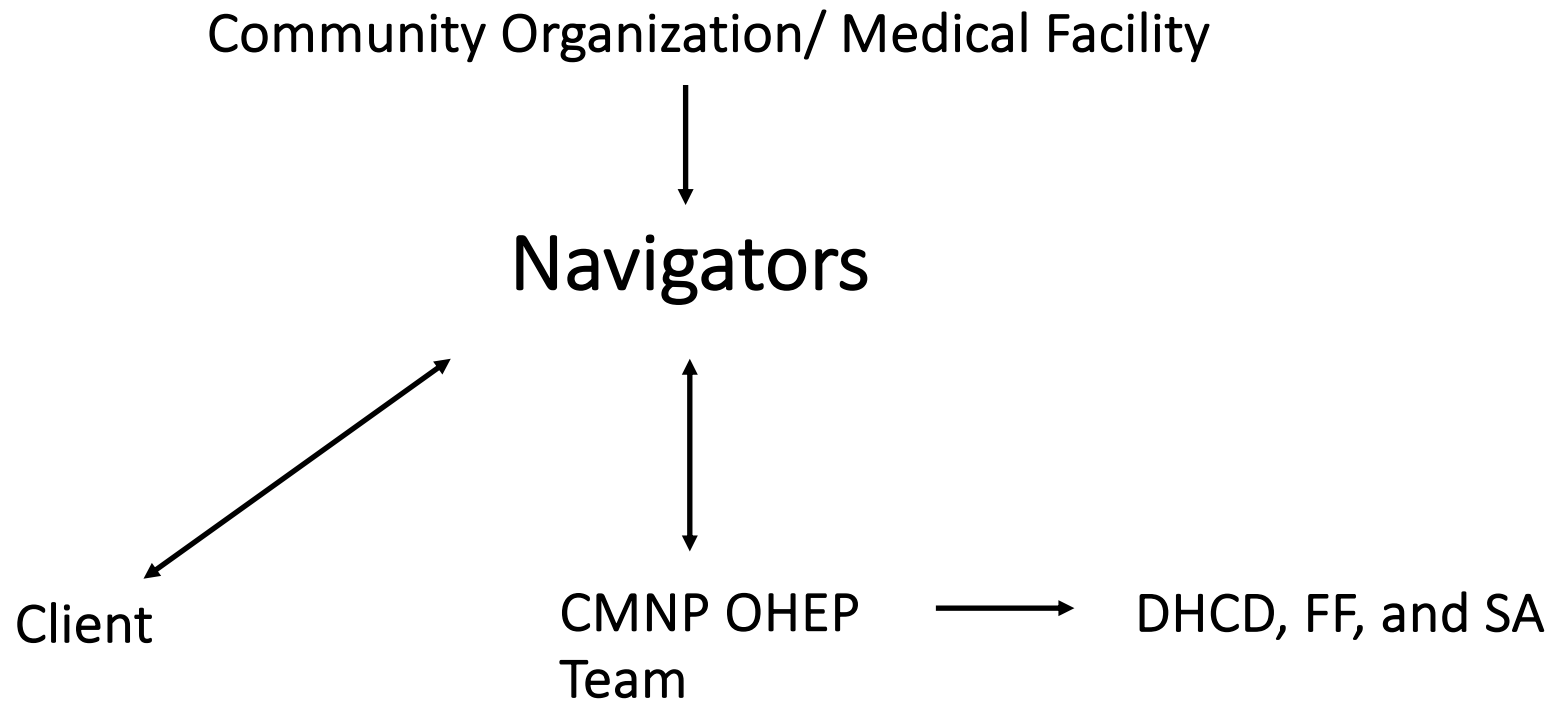 Community Organization/ Medical Facility
Navigators
Client
CMNP OHEP
Team
DHCD, FF, and SA